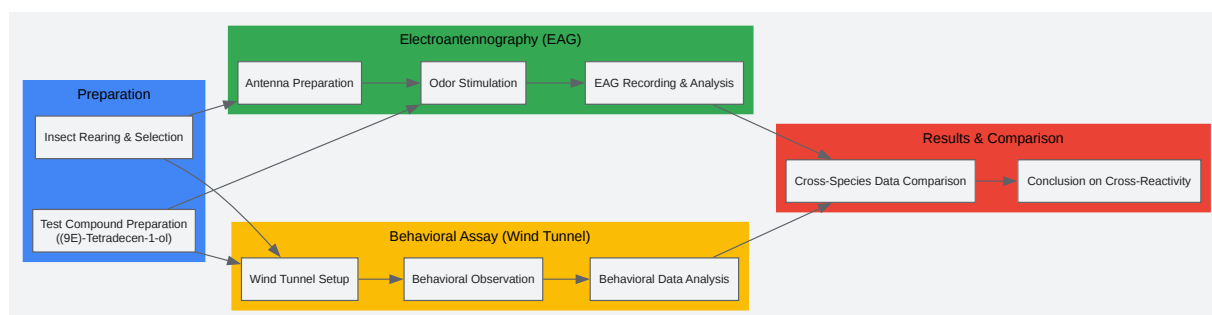 Preparation
Insect Rearing & Selection
Test Compound Preparation
((9E)-Tetradecen-1-ol)
Electroantennography (EAG)
Antenna Preparation
Odor Stimulation
EAG Recording & Analysis
Behavioral Assay (Wind Tunnel)
Wind Tunnel Setup
Behavioral Observation
Behavioral Data Analysis
Results & Comparison
Cross-Species Data Comparison
Conclusion on Cross-Reactivity